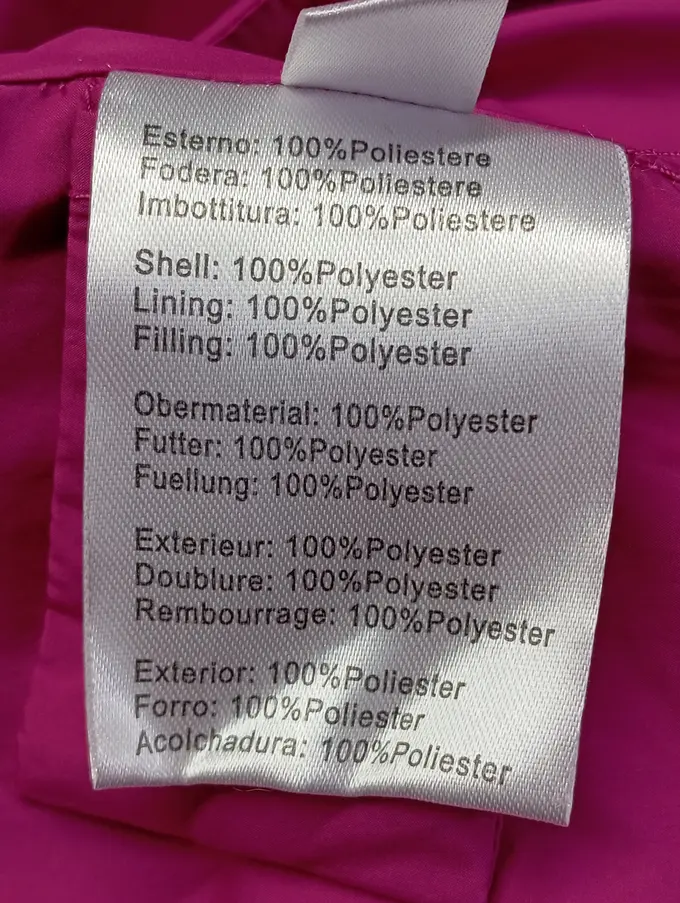 Esterno: 100%Poliestere
Fodera: 100%Poliestere
Imbottitura: 100%Poliestere
Shell: 100%Polyester
Lining: 100%Polyester
Filling: 100%Polyester
Obermaterial: 100%Polyester
Futter: 100%Polyester
Fuellung: 100%Polyester
Exterieur: 100%Polyester
Doublure: 100%Polyester
Rembourrage: 100%Polyester
Exterior: 100%Poliester
Forro: 100%Poliester
Acolchadura: 100%Poliester